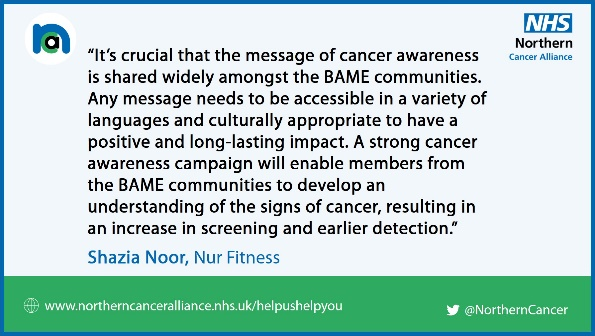 na
NHS
Northern
Cancer Alliance
“It’s crucial that the message of cancer awareness
is shared widely amongst the BAME communities.
Any message needs to be accessible in a variety of
languages and culturally appropriate to have a
positive and long-lasting impact. A strong cancer
awareness campaign will enable members from
the BAME communities to develop an
understanding of the signs of cancer, resulting in
an increase in screening and earlier detection.”
Shazia Noor, Nur Fitness
www.northerncanceralliance.nhs.uk/helpushelpyou
@NorthernCancer